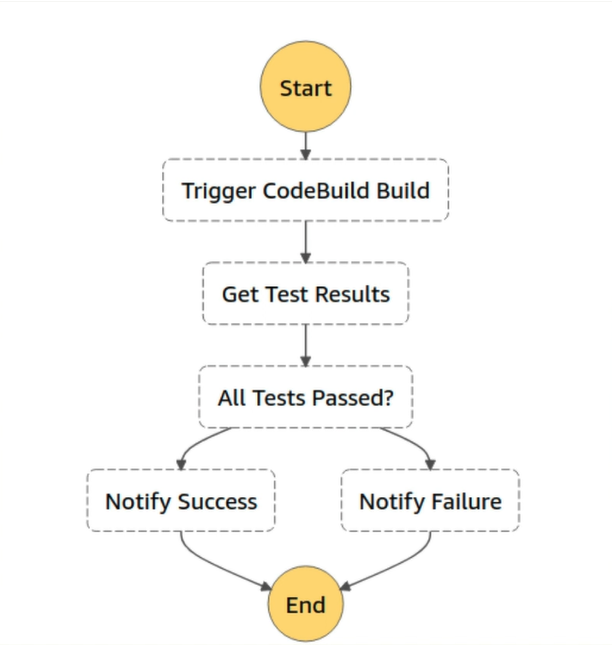 Start
Trigger CodeBuild Build
Get Test Results
All Tests Passed?
Notify Success
Notify Failure
End